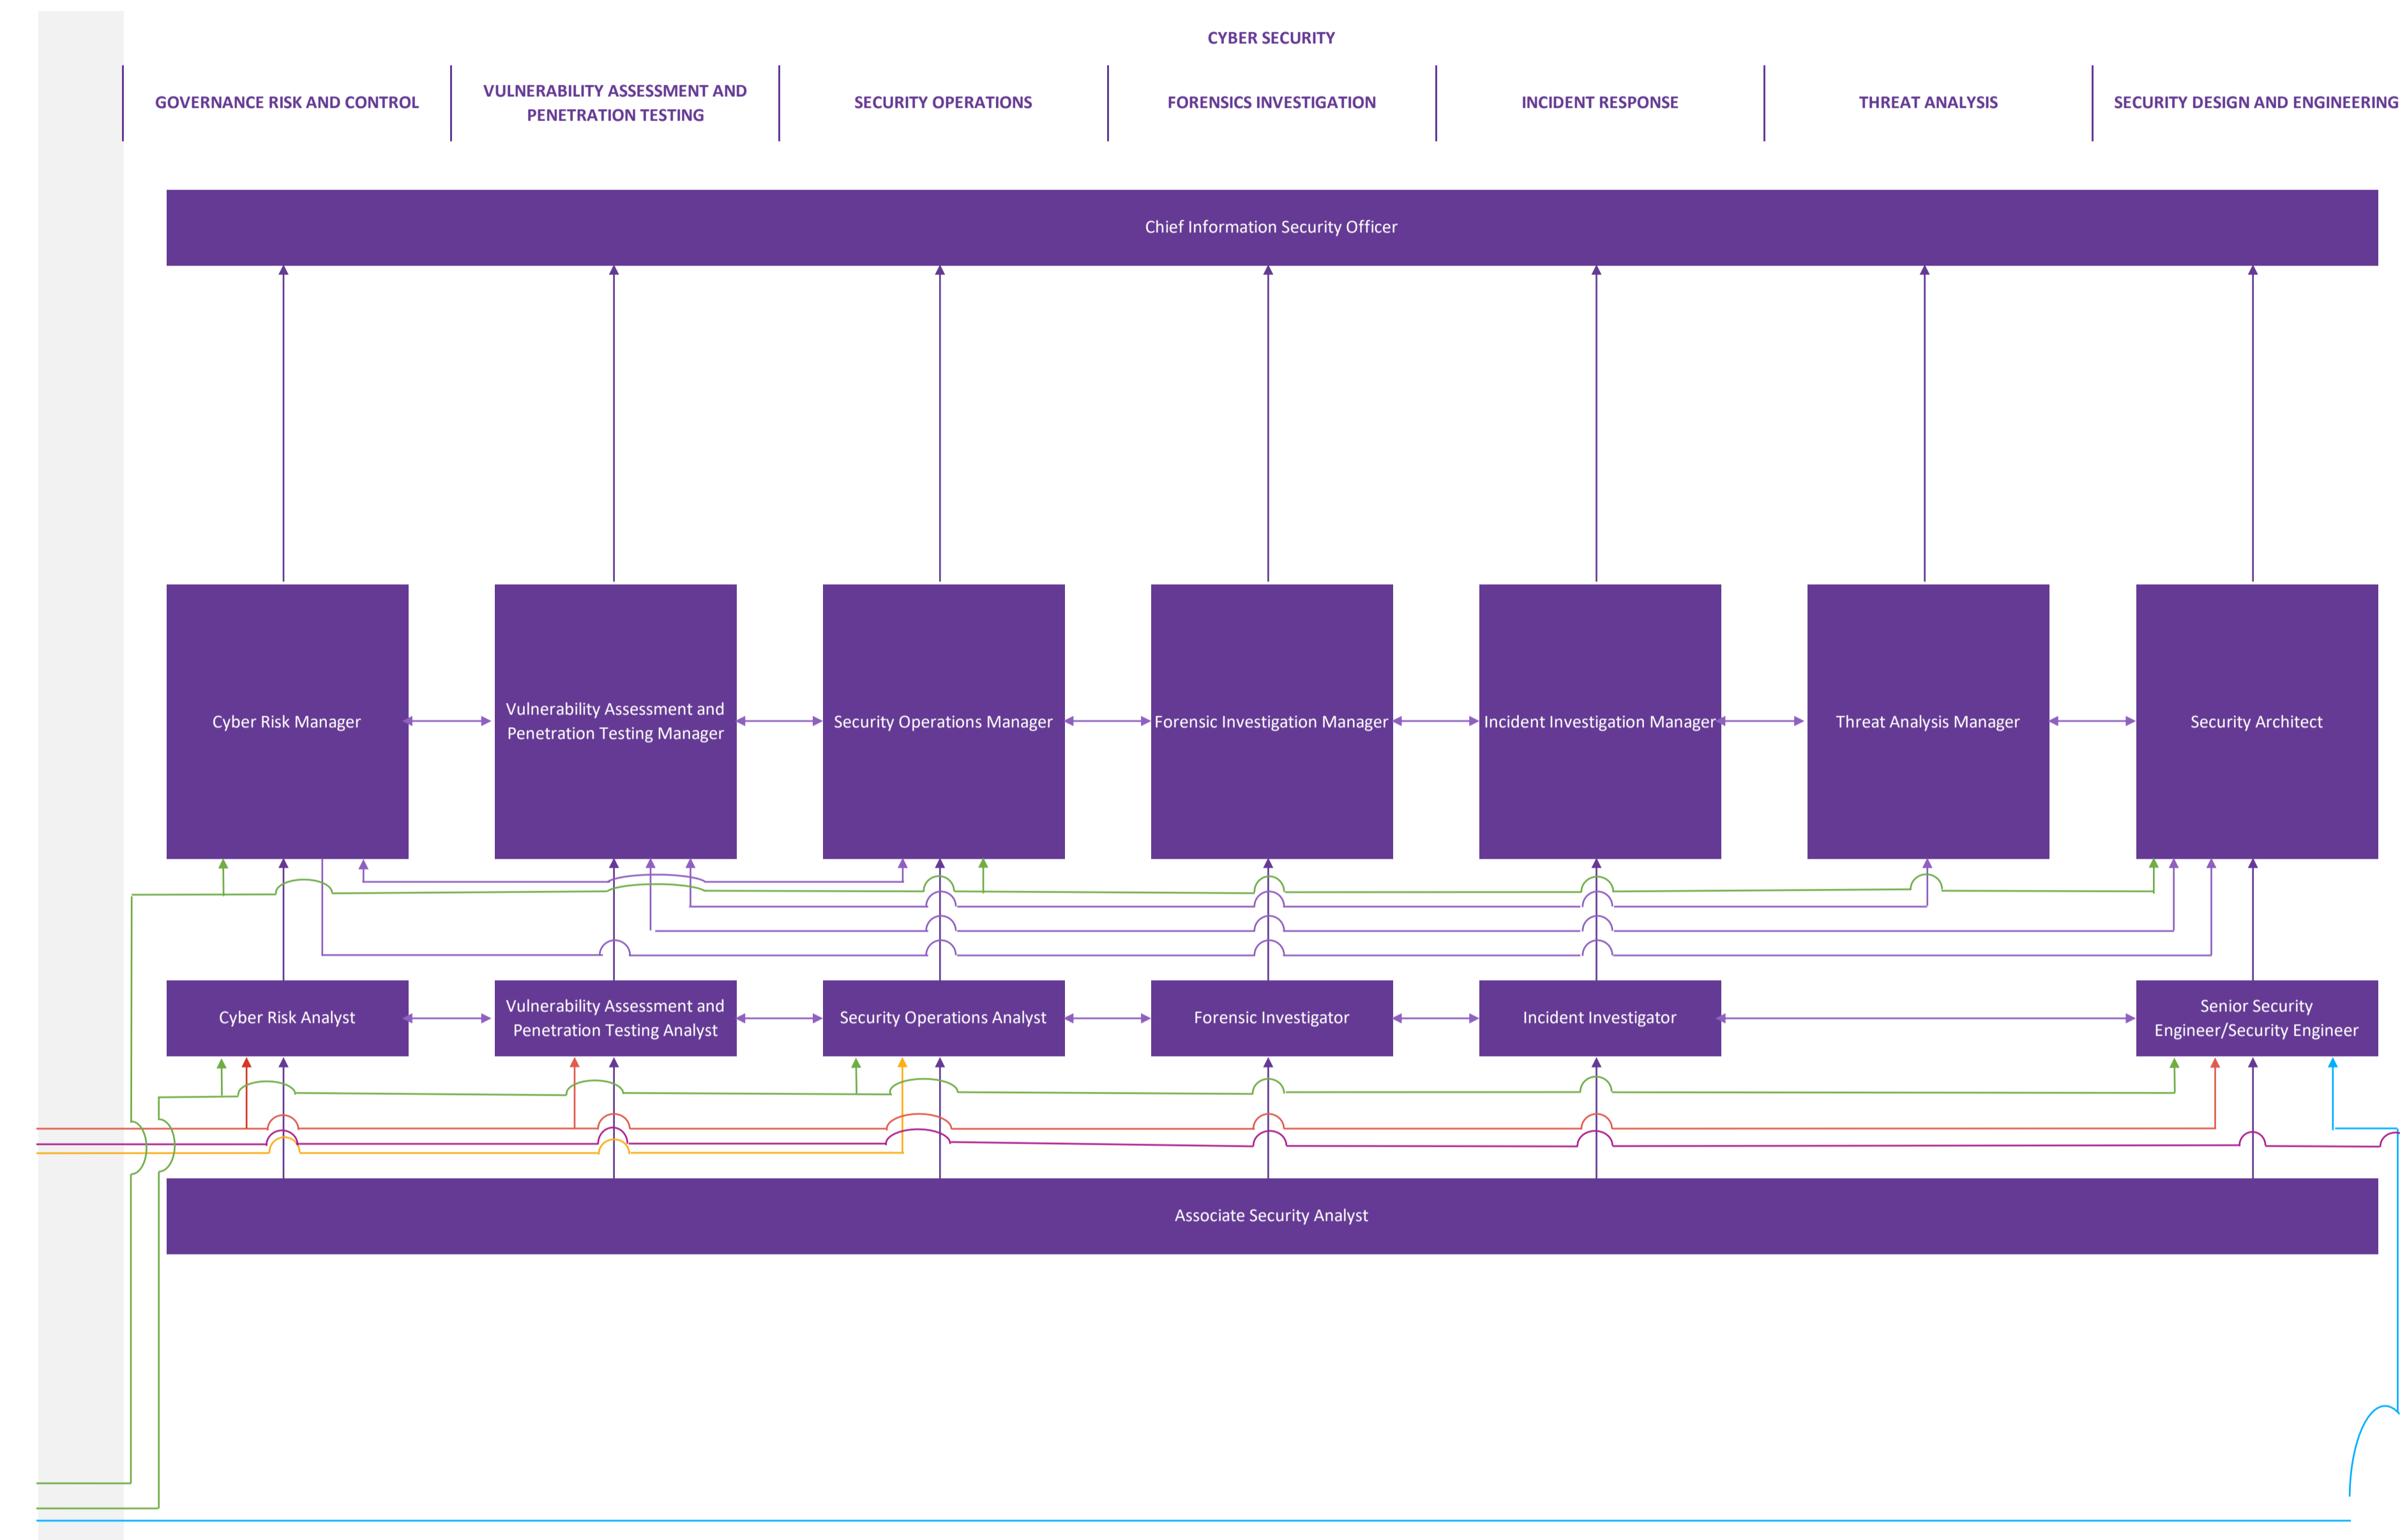 CYBER SECURITY
GOVERNANCE RISK AND CONTROL
VULNERABILITY ASSESSMENT AND
PENETRATION TESTING
SECURITY OPERATIONS
FORENSICS INVESTIGATION
INCIDENT RESPONSE
THREAT ANALYSIS
SECURITY DESIGN AND ENGINEERING
Chief Information Security Officer
Cyber Risk Manager
Vulnerability Assessment and
Penetration Testing Manager
Security Operations Manager
Forensic Investigation Manager
Incident Investigation Manager
Threat Analysis Manager
Security Architect
Cyber Risk Analyst
Vulnerability Assessment and
Penetration Testing Analyst
Security Operations Analyst
Forensic Investigator
Incident Investigator
Senior Security
Engineer/Security Engineer
Associate Security Analyst